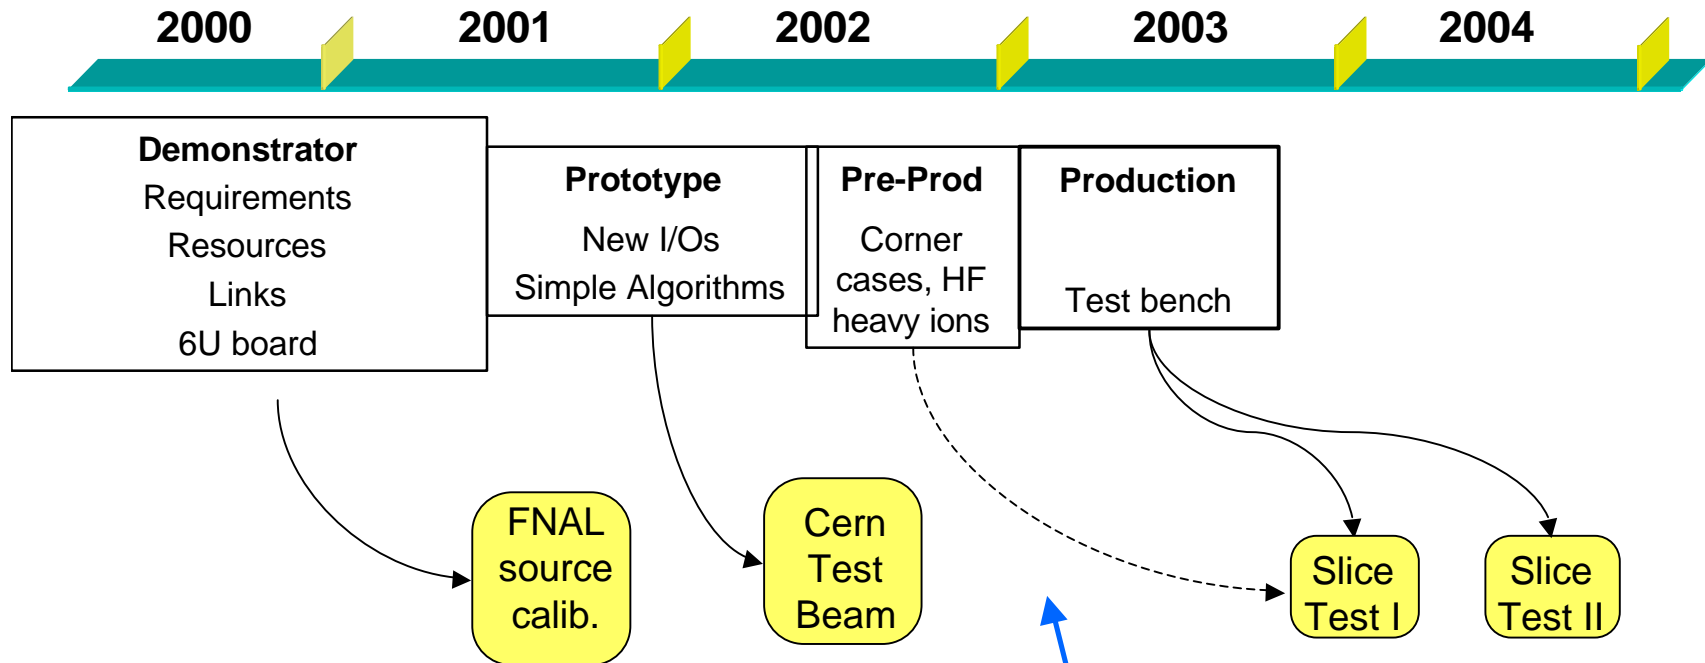 2000 2001 2002 2003 2004
Demonstrator
Requirements
Resources
Links
6U board
Prototype
New I/Os
Simple Algorithms
Pre-Prod
Corner
cases, HF
heavy ions
Production
Test bench
FNAL
source
calib.
Cern
Test
Beam
Slice
Test I
Slice
Test II